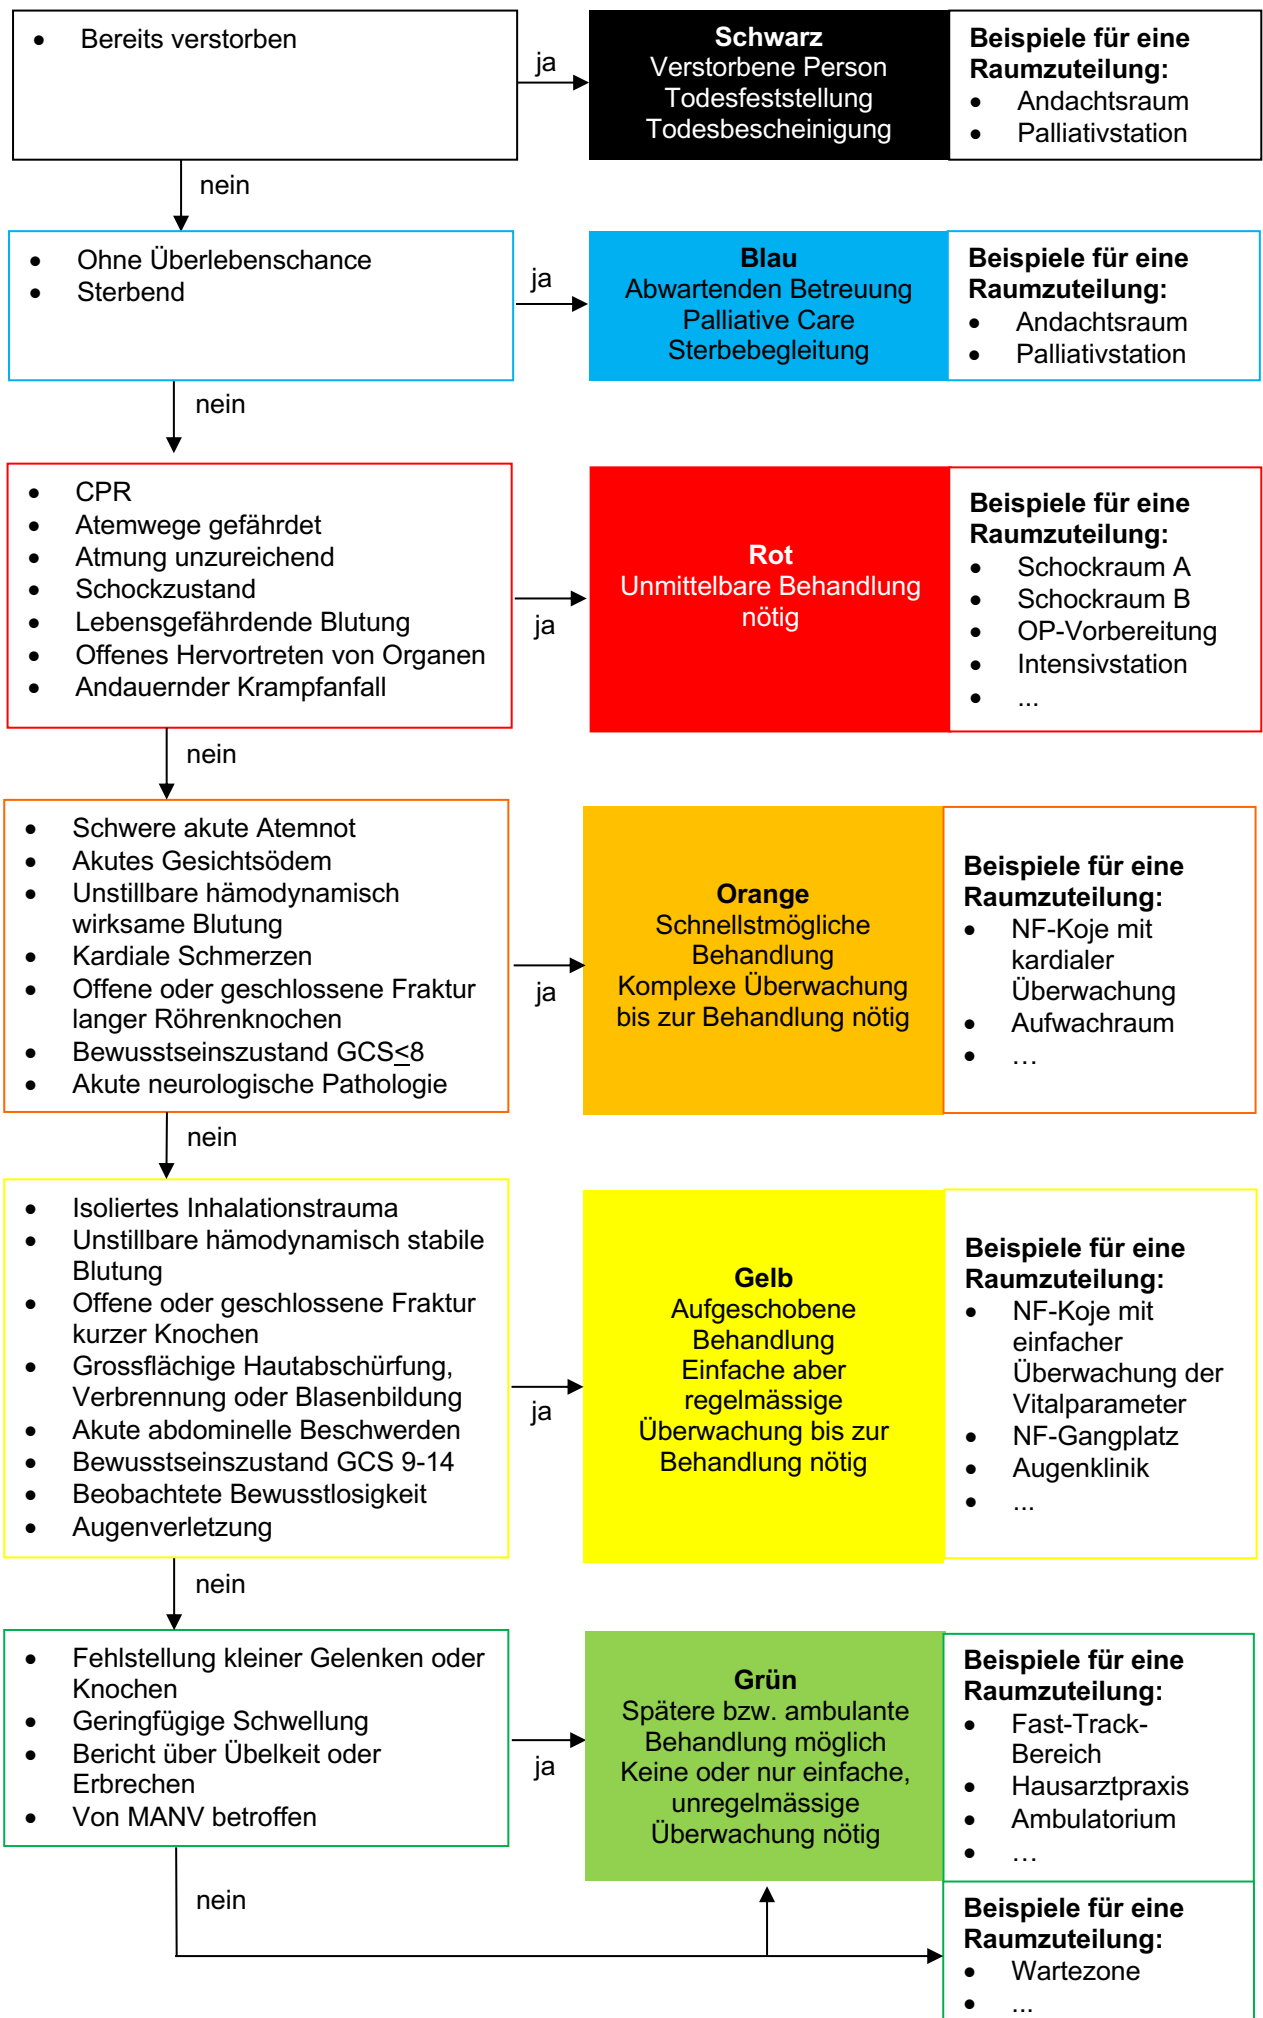 • Bereits verstorben
ja
Schwarz
Verstorbene Person
Todesfeststellung
Todesbescheinigung
Beispiele für eine
Raumzuteilung:
• Andachtsraum
• Palliativstation
nein
• Ohne Überlebenschance
• Sterbend
ja
Blau
Abwartenden Betreuung
Palliative Care
Sterbebegleitung
Beispiele für eine
Raumzuteilung:
• Andachtsraum
• Palliativstation
nein
• CPR
• Atemwege gefährdet
• Atmung unzureichend
• Schockzustand
• Lebensgefährdende Blutung
• Offenes Hervortreten von Organen
• Andauernder Krampfanfall
ja
Rot
Unmittelbare Behandlung
nötig
Beispiele für eine
Raumzuteilung:
• Schockraum A
• Schockraum B
• OP-Vorbereitung
• Intensivstation
• ...
nein
• Schwere akute Atemnot
• Akutes Gesichtsödem
• Unstillbare hämodynamisch
wirksame Blutung
• Kardiale Schmerzen
• Offene oder geschlossene Fraktur
langer Röhrenknochen
• Bewusstseinszustand GCS<8
• Akute neurologische Pathologie
ja
Orange
Schnellstmögliche
Behandlung
Komplexe Überwachung
bis zur Behandlung nötig
Beispiele für eine
Raumzuteilung:
• NF-Koje mit
kardialer
Überwachung
• Aufwachraum
• …
nein
• Isoliertes Inhalationstrauma
• Unstillbare hämodynamisch stabile
Blutung
• Offene oder geschlossene Fraktur
kurzer Knochen
• Grossflächige Hautabschürfung,
Verbrennung oder Blasenbildung
• Akute abdominelle Beschwerden
• Bewusstseinszustand GCS 9-14
• Beobachtete Bewusstlosigkeit
• Augenverletzung
ja
Gelb
Aufgeschobene
Behandlung
Einfache aber
regelmässige
Überwachung bis zur
Behandlung nötig
Beispiele für eine
Raumzuteilung:
• NF-Koje mit
einfacher
Überwachung der
Vitalparameter
• NF-Gangplatz
• Augenklinik
• ...
nein
• Fehlstellung kleiner Gelenken oder
Knochen
• Geringfügige Schwellung
• Bericht über Übelkeit oder
Erbrechen
• Von MANV betroffen
ja
Grün
Spätere bzw. ambulante
Behandlung möglich
Keine oder nur einfache,
unregelmässige
Überwachung nötig
Beispiele für eine
Raumzuteilung:
• Fast-Track-
Bereich
• Hausarztpraxis
• Ambulatorium
• …
nein
Beispiele für eine
Raumzuteilung:
• Wartezone
• ...